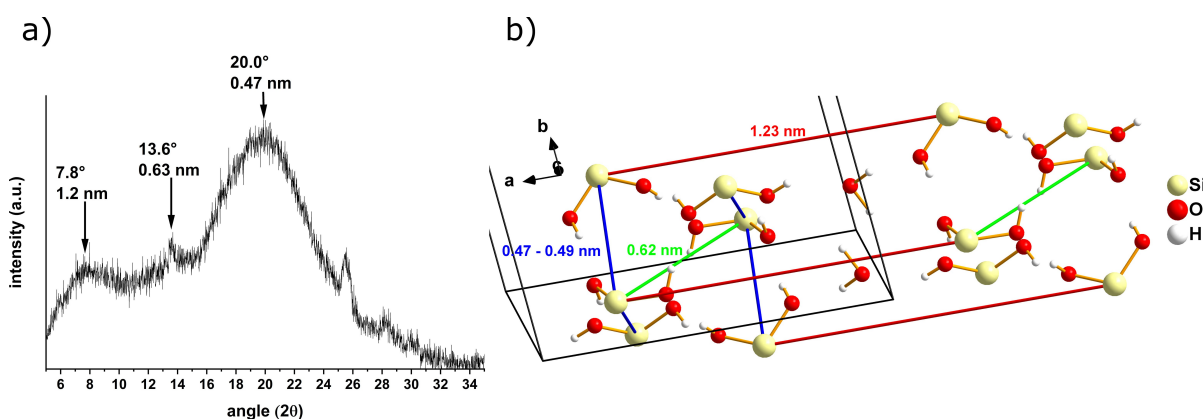 a)
20.0°
0.47 nm
13.6°
0.63 nm
7.8°
1.2 nm
intensity (a.u.)
6 8 10 12 14 16 18 20 22 24 26 28 30 32 34
angle (2θ)
b)
b
a
c
1.23 nm
0.47 - 0.49 nm
0.62 nm
Si
O
H